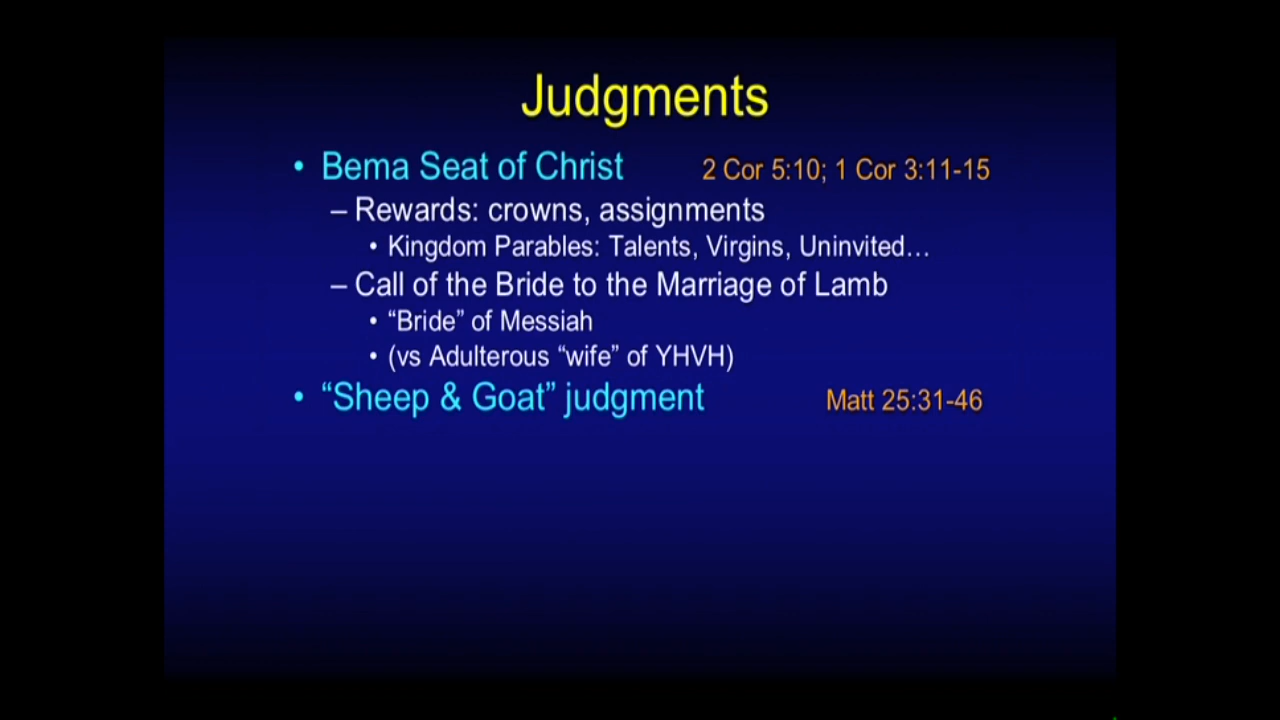 Judgments
• Bema Seat of Christ 2 Cor 5:10; 1 Cor 3:11-15
– Rewards: crowns, assignments
• Kingdom Parables: Talents, Virgins, Uninvited…
– Call of the Bride to the Marriage of Lamb
• “Bride” of Messiah
• (vs Adulterous “wife” of YHVH)
• “Sheep & Goat” judgment Matt 25:31-46